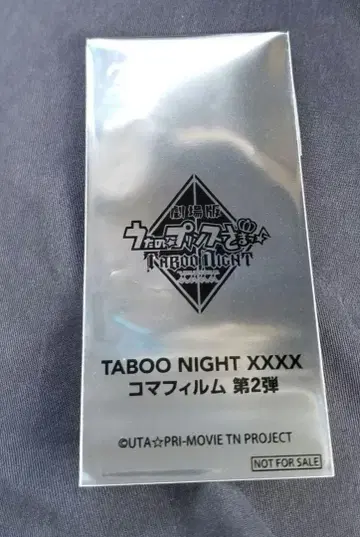 劇場版
うたの☆プリンスさまっ♪
TABOO NIGHT
XXXX
TABOO NIGHT XXXX
コマフィルム 第2弾
©UTA☆PRI-MOVIE TN PROJECT
NOT FOR SALE